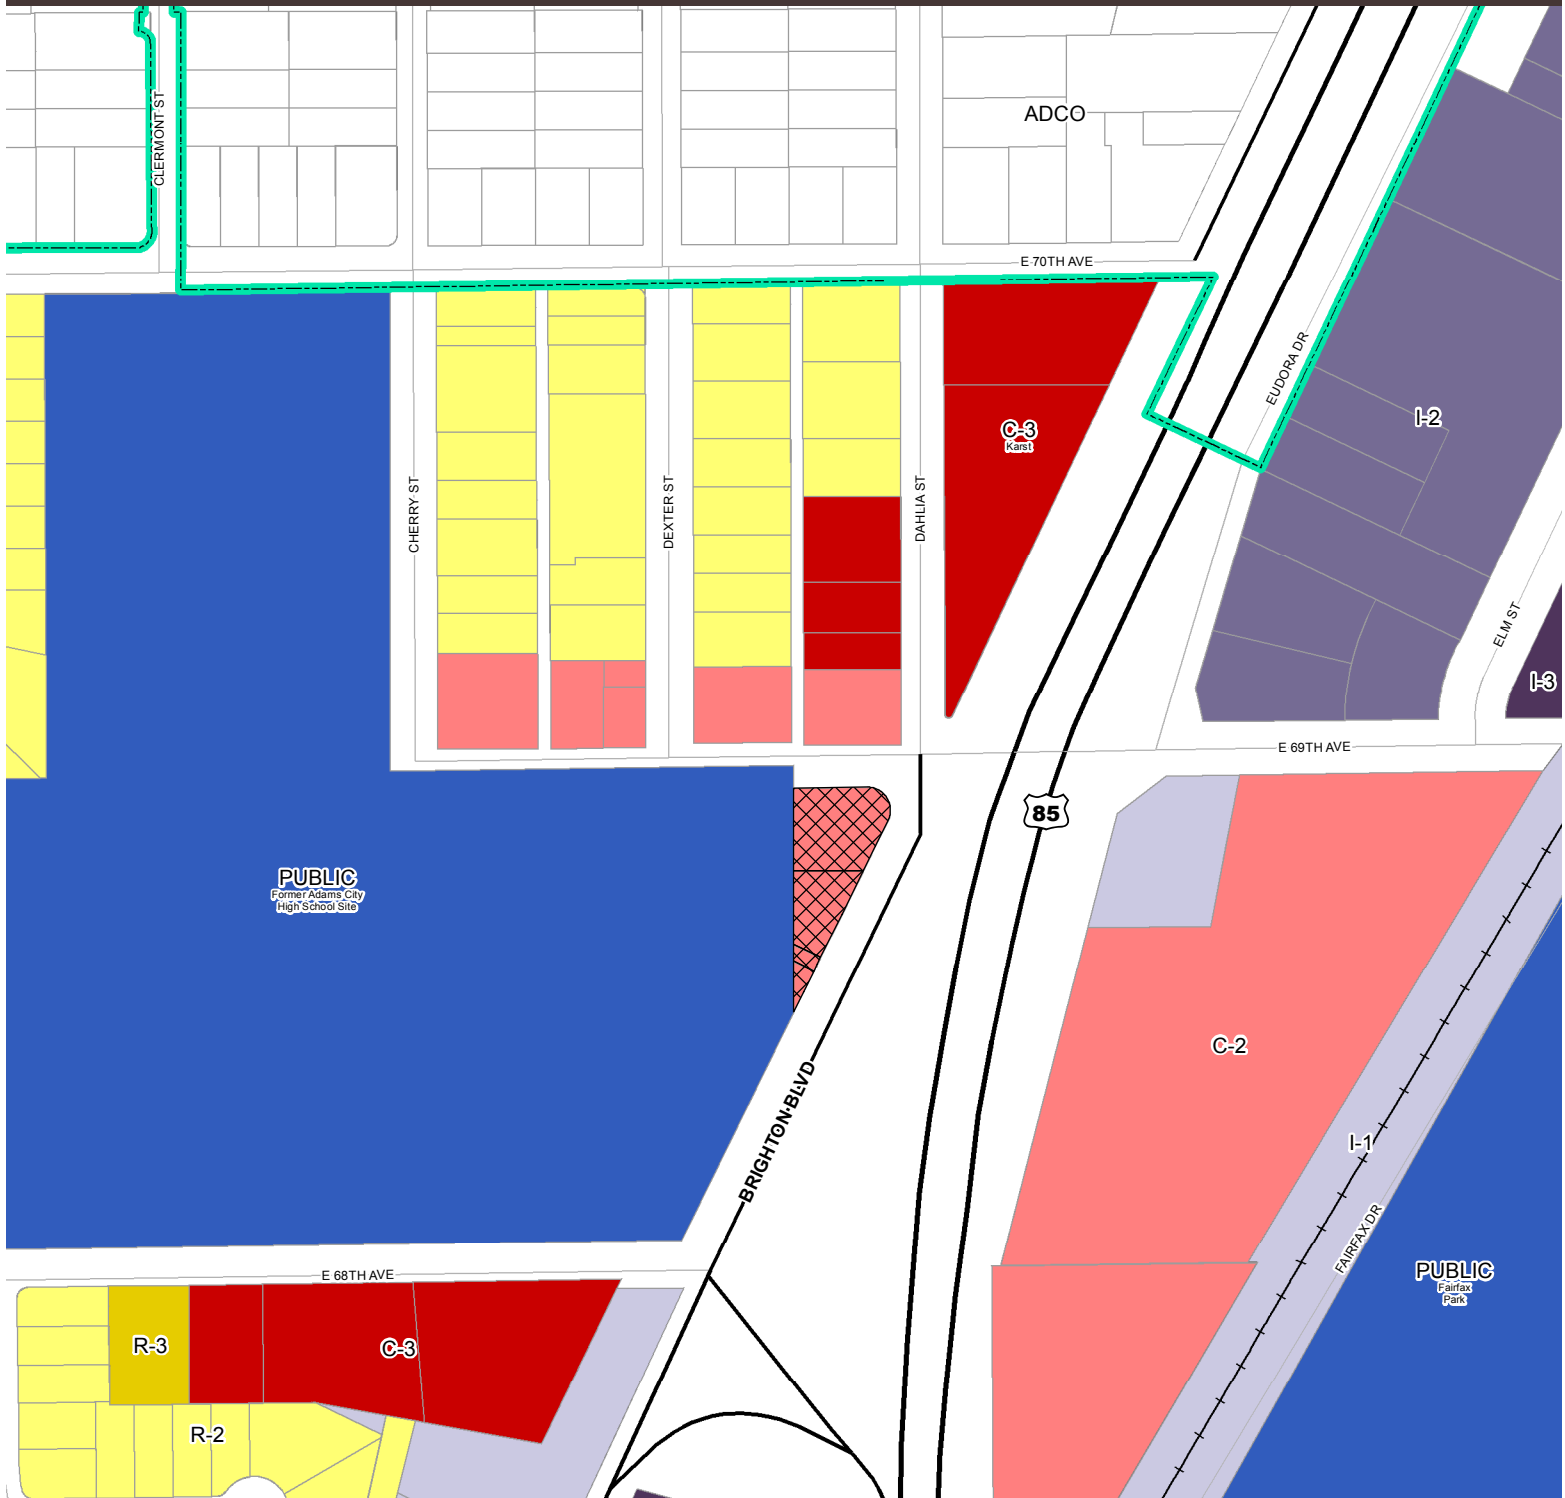 CLERMONT ST
ADCO
E 70TH AVE
EUDORA DR
I-2
C-3
Karst
CHERRY ST
DEXTER ST
DAHLIA ST
ELM ST
I-3
E 69TH AVE
85
PUBLIC
Former Adams City
High School Site
C-2
BRIGHTON BLVD
I-1
FAIRFAX DR
PUBLIC
Fairfax
Park
E 68TH AVE
R-3
C-3
R-2